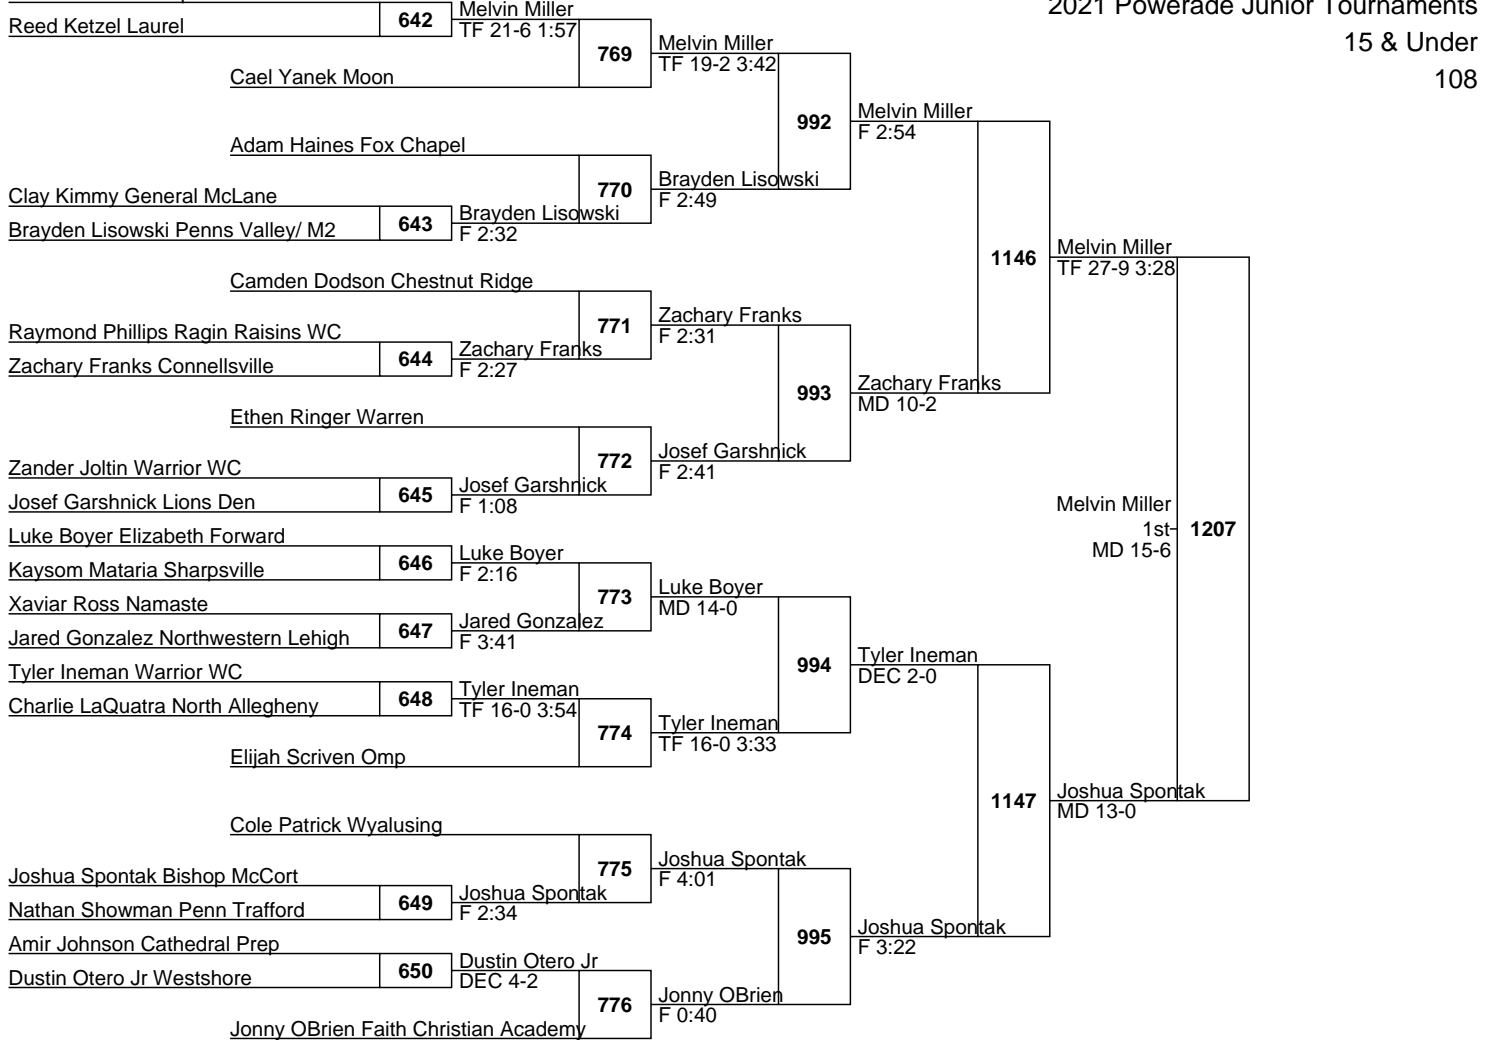 2021 Powerade Junior Tournaments
15 & Under
108
Reed Ketzel Laurel
642
Melvin Miller
TF 21-6 1:57
Cael Yanek Moon
769
Melvin Miller
TF 19-2 3:42
Adam Haines Fox Chapel
Clay Kimmy General McLane
Brayden Lisowski Penns Valley/ M2
643
Brayden Lisowski
F 2:32
770
Brayden Lisowski
F 2:49
992
Melvin Miller
F 2:54
Camden Dodson Chestnut Ridge
Raymond Phillips Ragin Raisins WC
Zachary Franks Connellsville
644
Zachary Franks
F 2:27
771
Zachary Franks
F 2:31
Ethen Ringer Warren
Zander Joltin Warrior WC
Josef Garshnick Lions Den
645
Josef Garshnick
F 1:08
772
Josef Garshnick
F 2:41
993
Zachary Franks
MD 10-2
1146
Melvin Miller
TF 27-9 3:28
Luke Boyer Elizabeth Forward
Kaysom Mataria Sharpsville
646
Luke Boyer
F 2:16
Xaviar Ross Namaste
Jared Gonzalez Northwestern Lehigh
647
Jared Gonzalez
F 3:41
773
Luke Boyer
MD 14-0
Tyler Ineman Warrior WC
Charlie LaQuatra North Allegheny
648
Tyler Ineman
TF 16-0 3:54
Elijah Scriven Omp
774
Tyler Ineman
TF 16-0 3:33
994
Tyler Ineman
DEC 2-0
Cole Patrick Wyalusing
Joshua Spontak Bishop McCort
Nathan Showman Penn Trafford
649
Joshua Spontak
F 2:34
775
Joshua Spontak
F 4:01
Amir Johnson Cathedral Prep
Dustin Otero Jr Westshore
650
Dustin Otero Jr
DEC 4-2
Jonny OBrien Faith Christian Academy
776
Jonny OBrien
F 0:40
995
Joshua Spontak
F 3:22
1147
Joshua Spontak
MD 13-0
Melvin Miller
1st
MD 15-6
1207